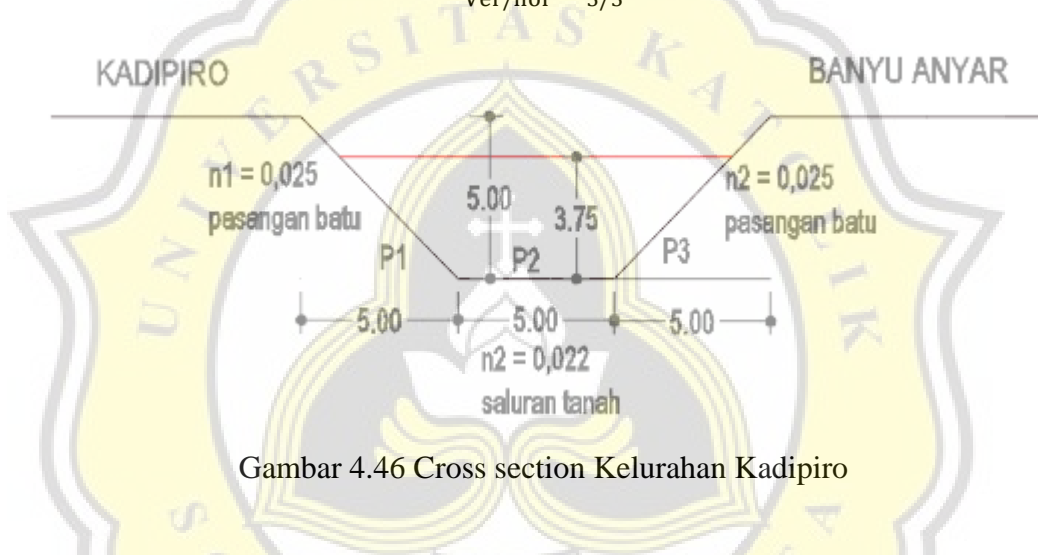 Ver/hor 5/5
UNIVERSITAS KATOLIK
KADIPIRO
BANYU ANYAR
n1 = 0,025
pasangan batu
5.00
3.75
n2 = 0,025
pasangan batu
P1
P2
P3
5.00
5.00
5.00
n2 = 0,022
saluran tanah
Gambar 4.46 Cross section Kelurahan Kadipiro